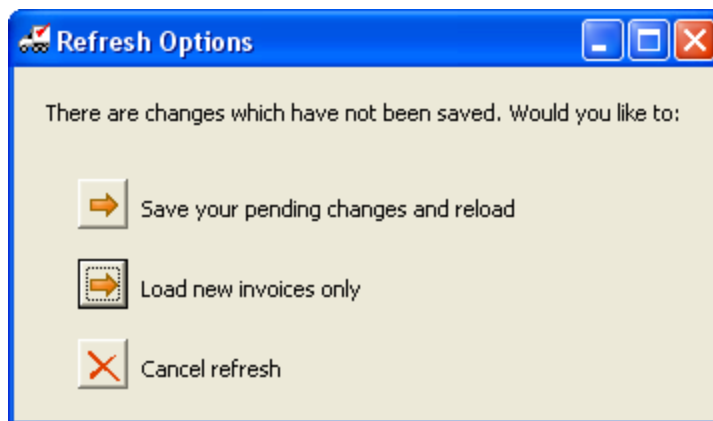 Refresh Options
There are changes which have not been saved. Would you like to:
Save your pending changes and reload
Load new invoices only
Cancel refresh